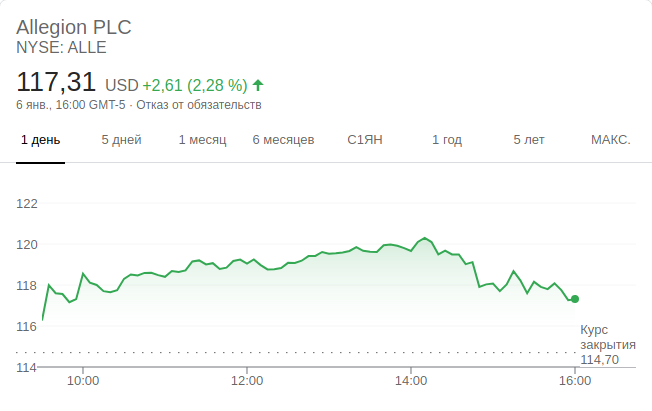 Allegion PLC
NYSE: ALLE
117,31 USD +2,61 (2,28 %)
6 янв., 16:00 GMT-5 · Отказ от обязательств
1 день 5 дней 1 месяц 6 месяцев С1ЯН 1 год 5 лет МАКС.
122
120
118
116
Курс
закрытия
114,70
114
10:00 12:00 14:00 16:00